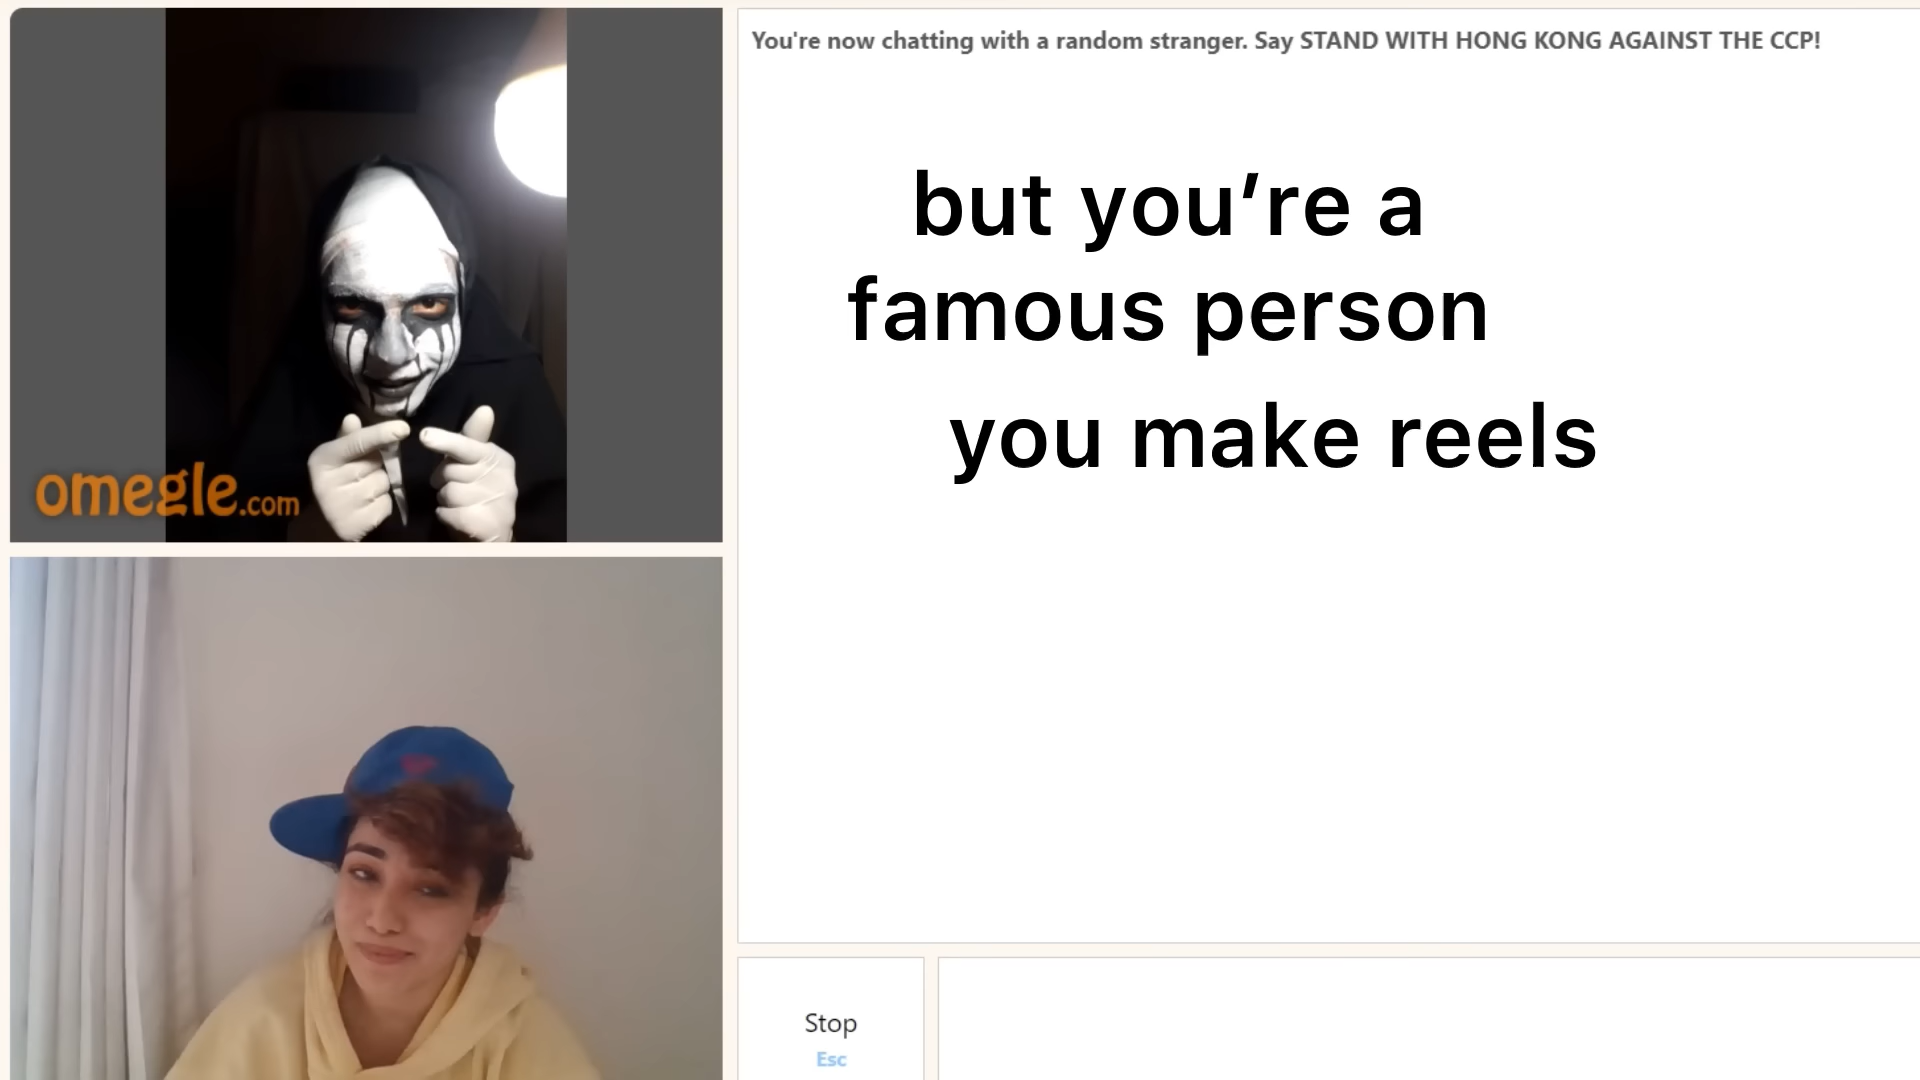 You're now chatting with a random stranger. Say STAND WITH HONG KONG AGAINST THE CCP!
but you’re a
famous person
you make reels
omegle.com
Stop
Esc